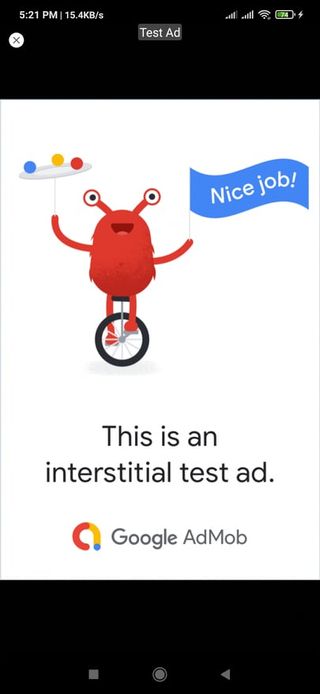 5:21 PM | 15.4KB/s
74
Test Ad
Nice job!
This is an
interstitial test ad.
Google AdMob